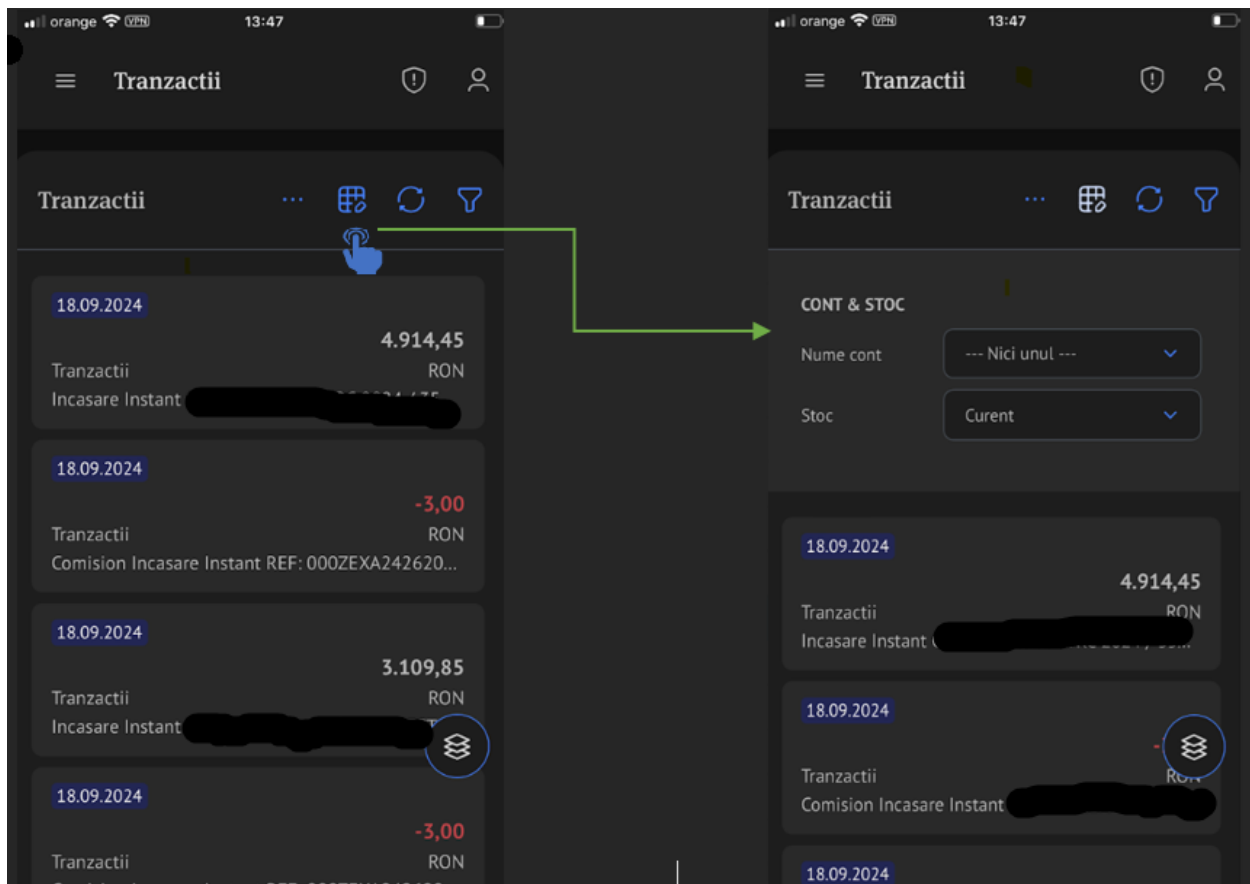 orange VPN 13:47
Tranzactii
Tranzactii
18.09.2024
4.914,45
Tranzactii RON
Incasare Instant
18.09.2024
-3,00
Tranzactii RON
Comision Incasare Instant REF: 000ZEXA242620...
18.09.2024
3.109,85
Tranzactii RON
Incasare Instant
18.09.2024
-3,00
Tranzactii RON
orange VPN 13:47
Tranzactii
Tranzactii
CONT & STOC
Nume cont --- Nici unul ---
Stoc Curent
18.09.2024
4.914,45
Tranzactii RON
Incasare Instant
18.09.2024
Tranzactii RON
Comision Incasare Instant
18.09.2024